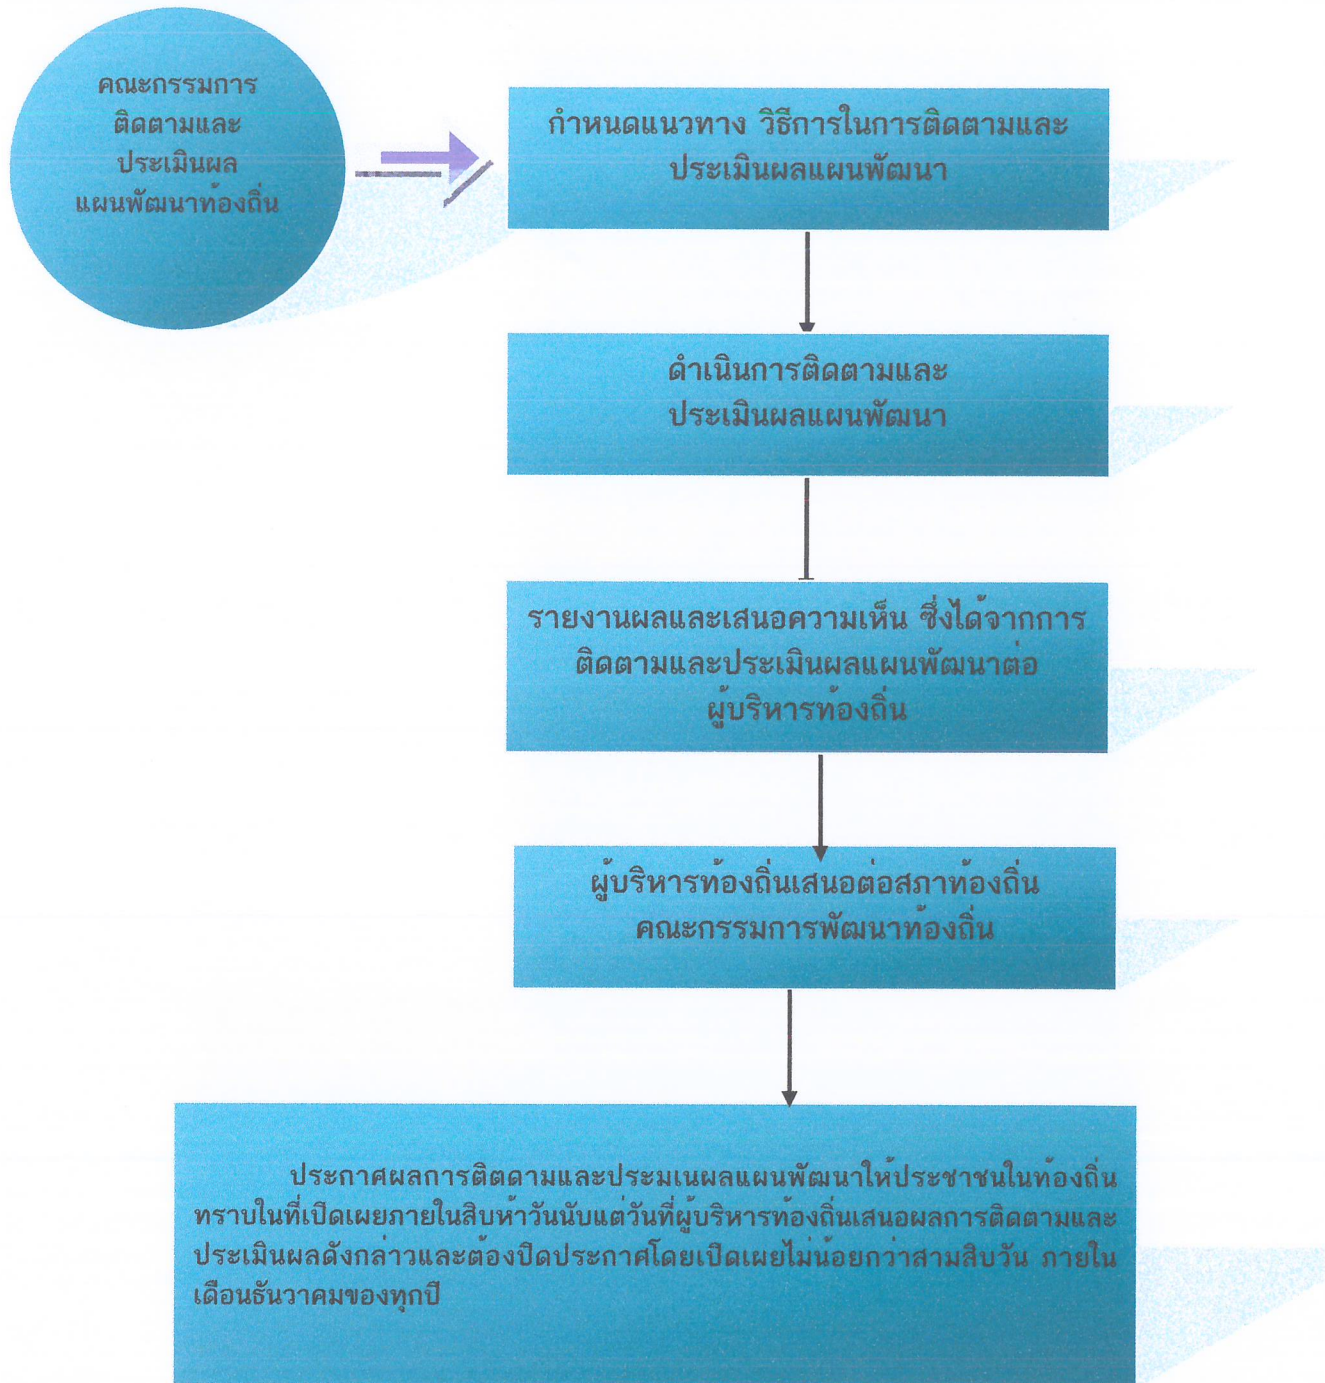 คณะกรรมการ
ติดตามและ
ประเมินผล
แผนพัฒนาท้องถิ่น
กำหนดแนวทาง วิธีการในการติดตามและ
ประเมินผลแผนพัฒนา
ดำเนินการติดตามและ
ประเมินผลแผนพัฒนา
รายงานผลและเสนอความเห็น ซึ่งได้จากการ
ติดตามและประเมินผลแผนพัฒนาต่อ
ผู้บริหารท้องถิ่น
ผู้บริหารท้องถิ่นเสนอต่อสภาท้องถิ่น
คณะกรรมการพัฒนาท้องถิ่น
ประกาศผลการติตดามและประมเนผลแผนพัฒนาให้ประชาชนในท้องถิ่น
ทราบในที่เปิดเผยภายในสิบห้าวันนับแต่วันที่ผู้บริหารท้องถิ่นเสนอผลการติดตามและ
ประเมินผลดังกล่าวและต้องปิดประกาศโดยเปิดเผยไม่น้อยกว่าสามสิบวัน ภายใน
เดือนธันวาคมของทุกปี